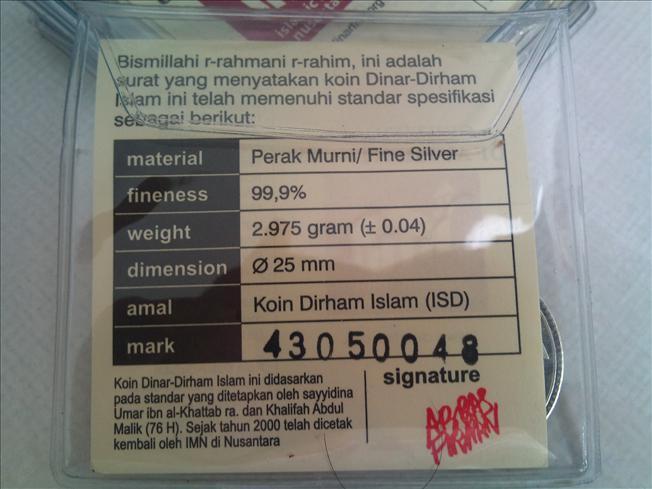 Bismillahi r-rahmani r-rahim, ini adalah
surat yang menyatakan koin Dinar-Dirham
Islam ini telah memenuhi standar spesifikasi
sebagai berikut:
material Perak Murni/ Fine Silver
fineness 99,9%
weight 2.975 gram (± 0.04)
dimension Ø 25 mm
amal Koin Dirham Islam (ISD)
mark 43050048
Koin Dinar-Dirham Islam ini didasarkan
pada standar yang ditetapkan oleh sayyidina
Umar ibn al-Khattab ra. dan Khalifah Abdul
Malik (76 H). Sejak tahun 2000 telah dicetak
kembali oleh IMN di Nusantara
signature
ABBAS
FIRMAN